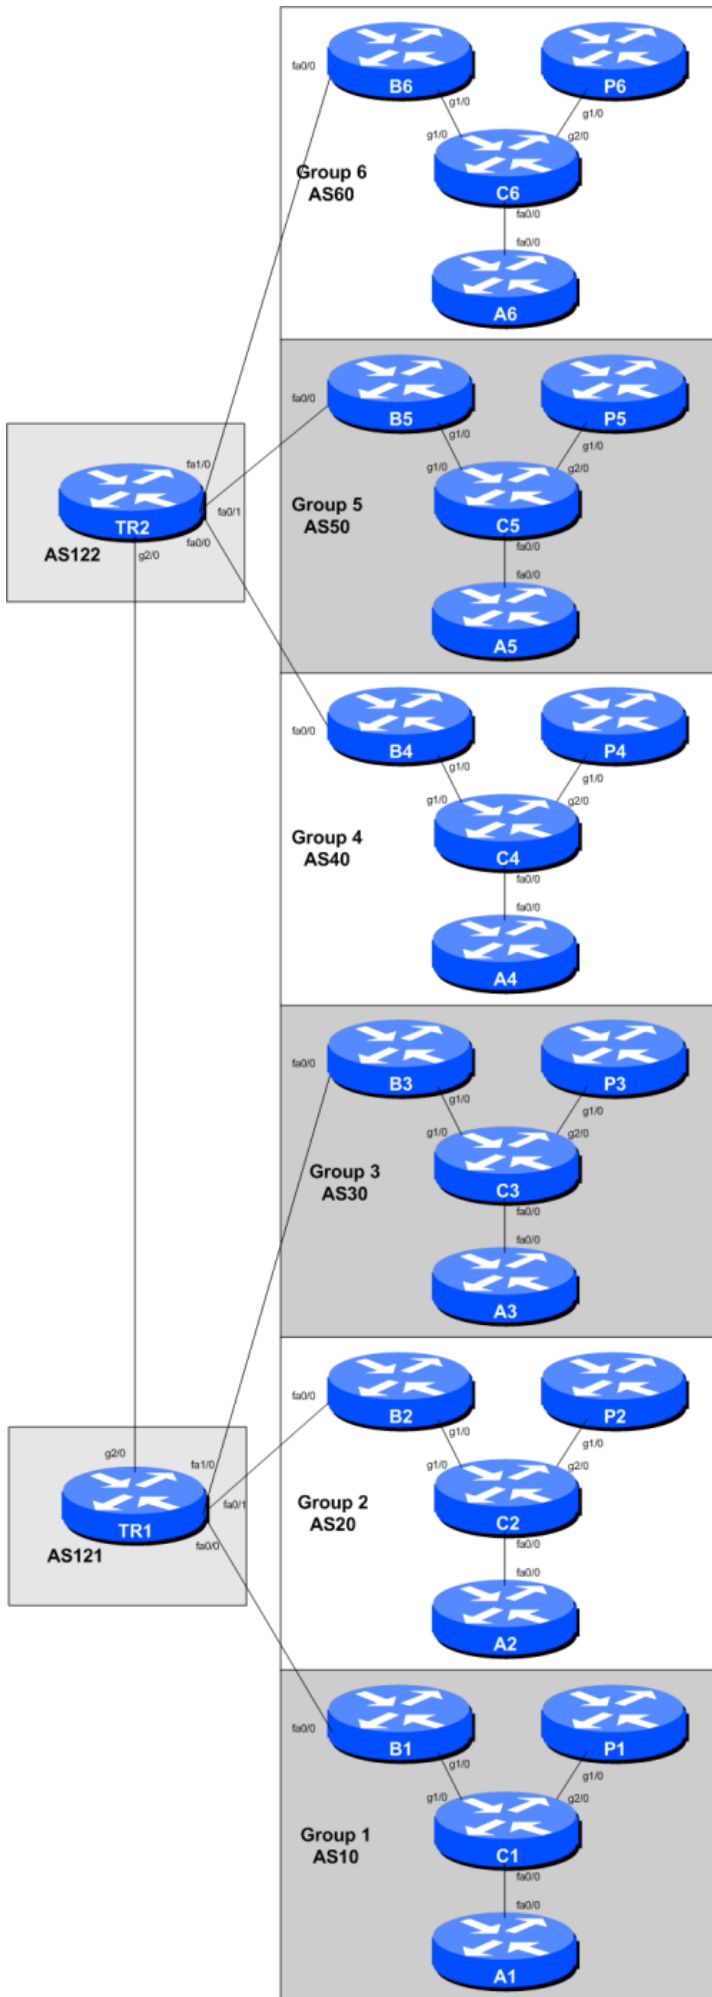 fa0/0
B6
P6
g1/0
g1/0
g1/0
g2/0
Group 6
AS60
C6
fa0/0
fa0/0
A6
fa0/0
B5
P5
g1/0
g1/0
g1/0
g2/0
Group 5
AS50
C5
fa0/0
fa0/0
A5
fa1/0
fa0/1
TR2
fa0/0
AS122
g2/0
fa0/0
B4
P4
g1/0
g1/0
g1/0
g2/0
Group 4
AS40
C4
fa0/0
fa0/0
A4
fa0/0
B3
P3
g1/0
g1/0
g1/0
g2/0
Group 3
AS30
C3
fa0/0
fa0/0
A3
fa0/0
B2
P2
g1/0
g1/0
g1/0
g2/0
Group 2
AS20
C2
fa0/0
fa0/0
A2
g2/0
fa1/0
fa0/1
TR1
fa0/0
AS121
fa0/0
B1
P1
g1/0
g1/0
g1/0
g2/0
Group 1
AS10
C1
fa0/0
fa0/0
A1